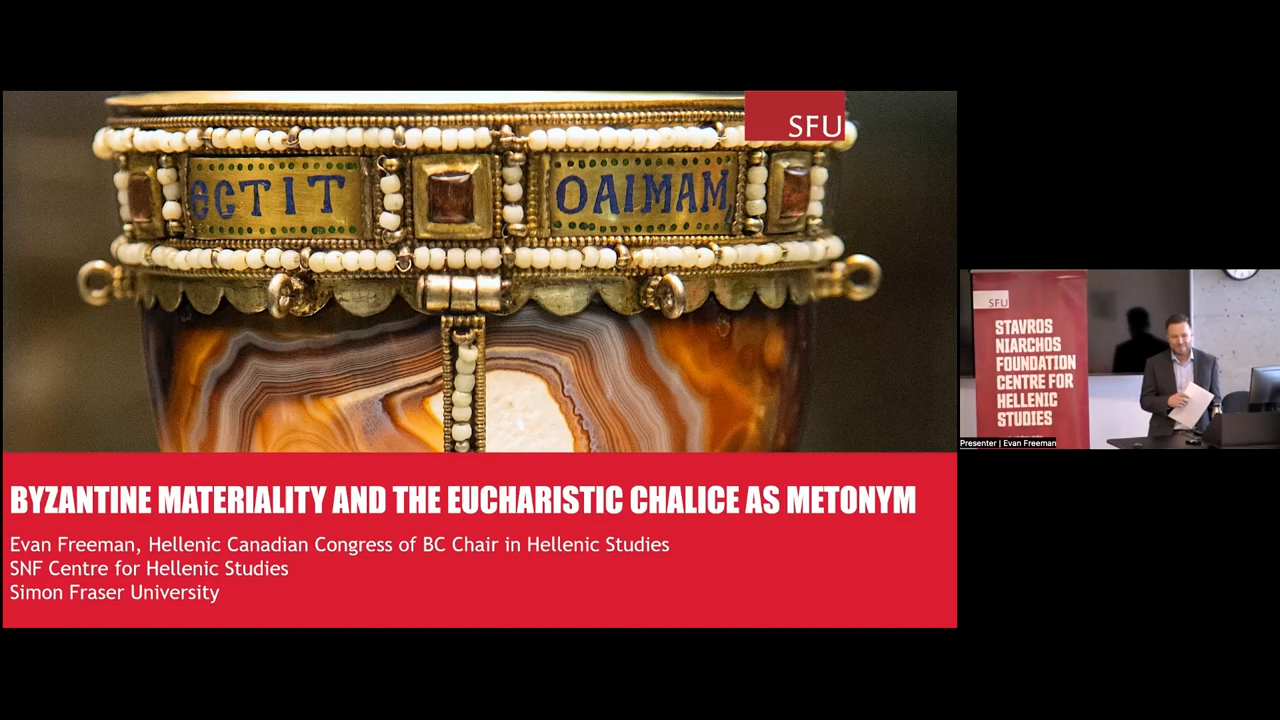 SFU
ЄCTIT
OAIMAM,
BYZANTINE MATERIALITY AND THE EUCHARISTIC CHALICE AS METONYM
Evan Freeman, Hellenic Canadian Congress of BC Chair in Hellenic Studies
SNF Centre for Hellenic Studies
Simon Fraser University
SFU
STAVROS
NIARCHOS
FOUNDATION
CENTRE FOR
HELLENIC
STUDIES
Presenter | Evan Freeman